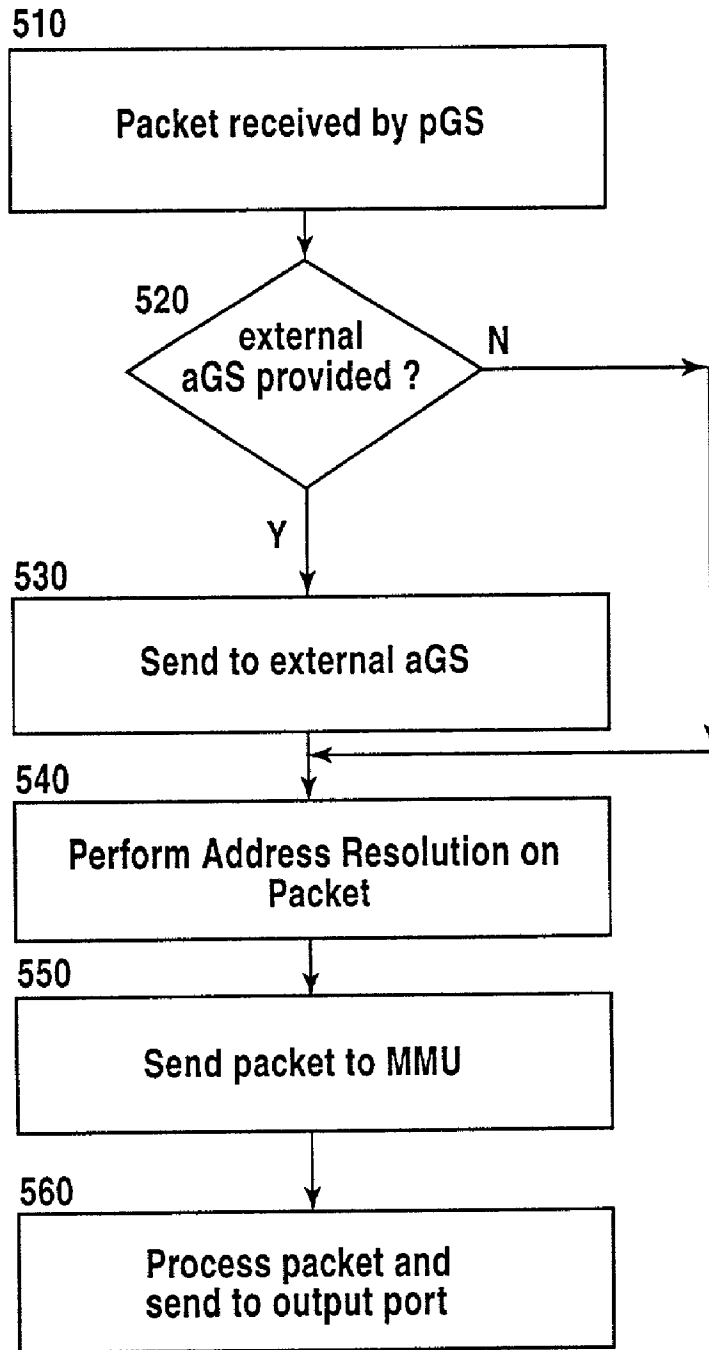 510
Packet received by pGS
520
external
aGS provided ?
N
Y
530
Send to external aGS
540
Perform Address Resolution on
Packet
550
Send packet to MMU
560
Process packet and
send to output port